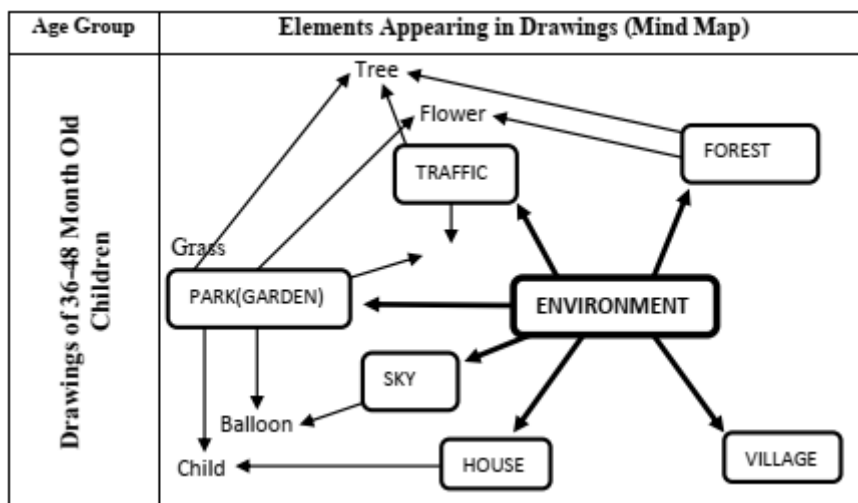 Age Group
Elements Appearing in Drawings (Mind Map)
Drawings of 36-48 Month Old
Children
Tree
Flower
FOREST
TRAFFIC
Grass
PARK(GARDEN)
ENVIRONMENT
SKY
Balloon
Child
HOUSE
VILLAGE